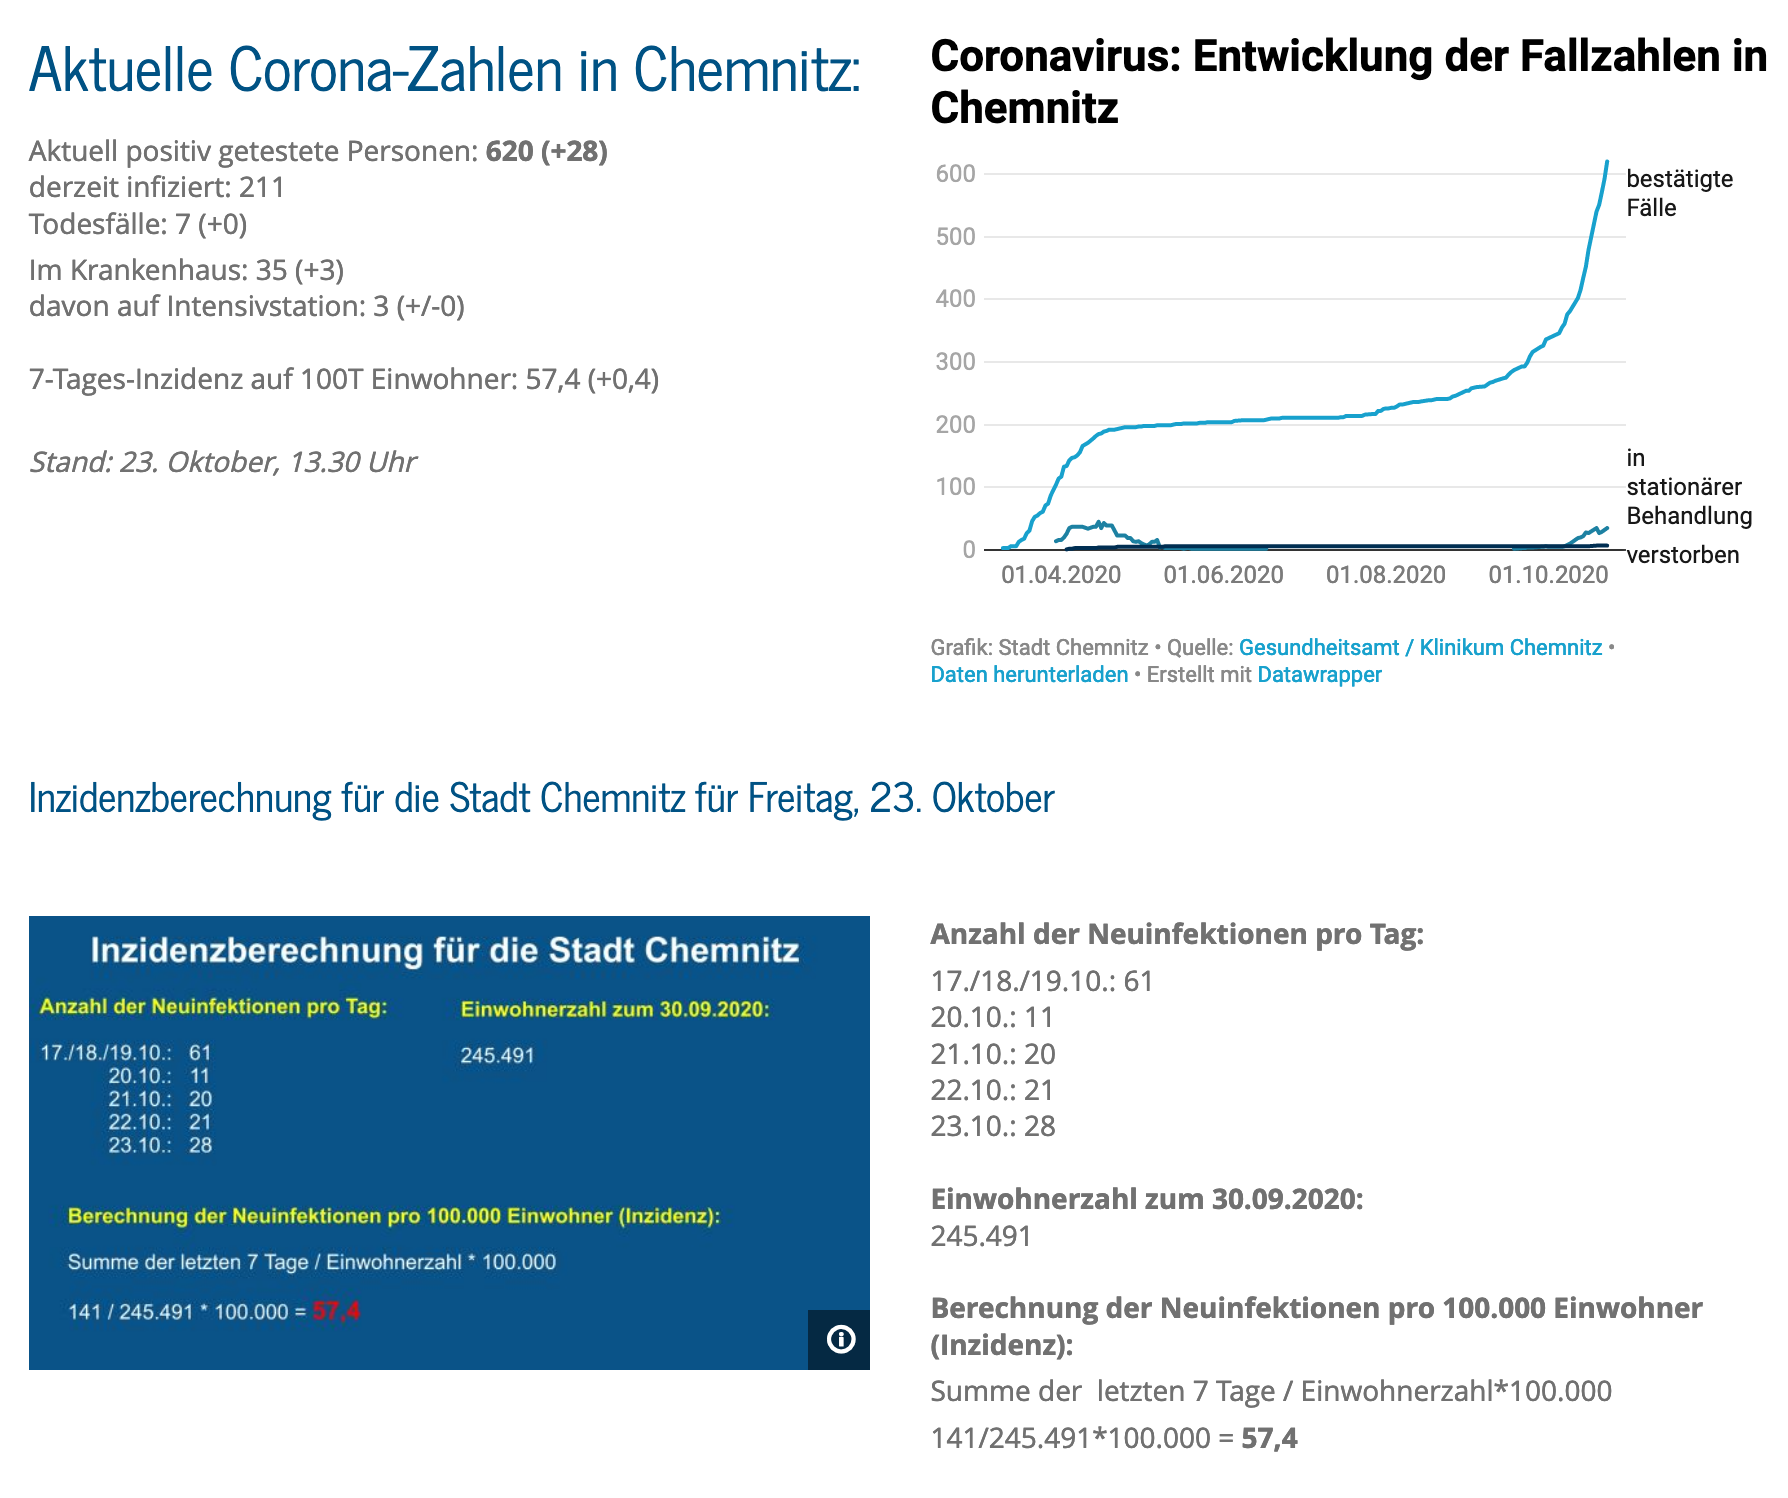 Aktuelle Corona-Zahlen in Chemnitz:
Aktuell positiv getestete Personen: 620 (+28)
derzeit infiziert: 211
Todesfälle: 7 (+0)
Im Krankenhaus: 35 (+3)
davon auf Intensivstation: 3 (+/-0)
7-Tages-Inzidenz auf 100T Einwohner: 57,4 (+0,4)
Stand: 23. Oktober, 13.30 Uhr
Coronavirus: Entwicklung der Fallzahlen in
Chemnitz
600
500
400
300
200
100
0
bestätigte
Fälle
in
stationärer
Behandlung
verstorben
01.04.2020 01.06.2020 01.08.2020 01.10.2020
Grafik: Stadt Chemnitz • Quelle: Gesundheitsamt / Klinikum Chemnitz •
Daten herunterladen • Erstellt mit Datawrapper
Inzidenzberechnung für die Stadt Chemnitz für Freitag, 23. Oktober
Inzidenzberechnung für die Stadt Chemnitz
Anzahl der Neuinfektionen pro Tag:
17./18./19.10.: 61
20.10.: 11
21.10.: 20
22.10.: 21
23.10.: 28
Einwohnerzahl zum 30.09.2020:
245.491
Berechnung der Neuinfektionen pro 100.000 Einwohner (Inzidenz):
Summe der letzten 7 Tage / Einwohnerzahl * 100.000
141 / 245.491 * 100.000 = 57,4
Anzahl der Neuinfektionen pro Tag:
17./18./19.10.: 61
20.10.: 11
21.10.: 20
22.10.: 21
23.10.: 28
Einwohnerzahl zum 30.09.2020:
245.491
Berechnung der Neuinfektionen pro 100.000 Einwohner
(Inzidenz):
Summe der  letzten 7 Tage / Einwohnerzahl*100.000
141/245.491*100.000 = 57,4